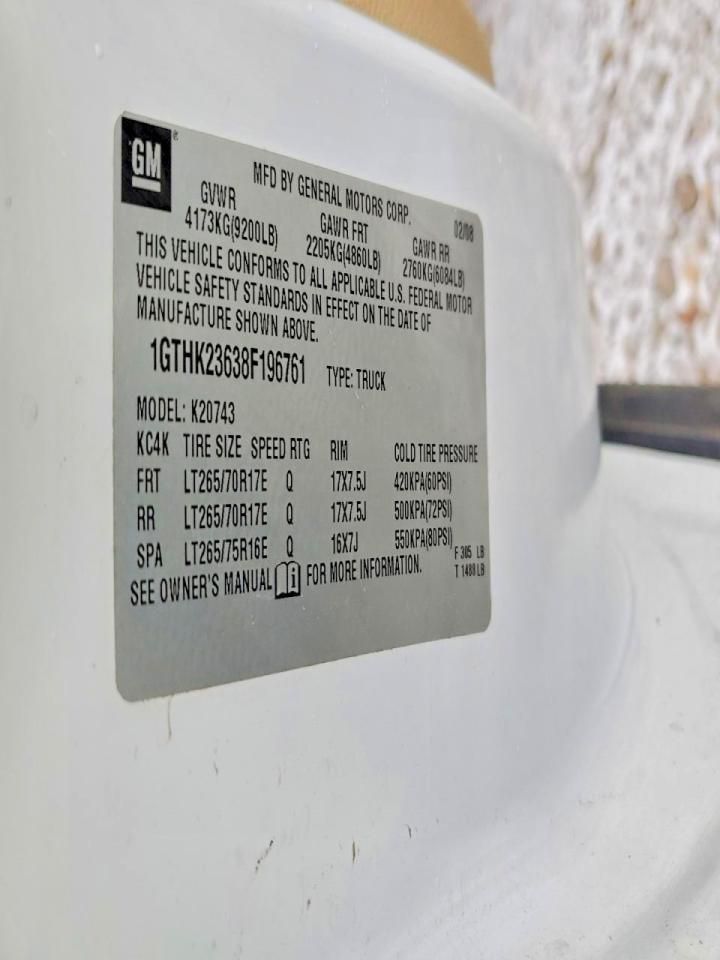 GM ®
MFD BY GENERAL MOTORS CORP. 02/08
GVWR GAWR FRT GAWR RR
4173KG(9200LB) 2205KG(4860LB) 2760KG(6084LB)
THIS VEHICLE CONFORMS TO ALL APPLICABLE U.S. FEDERAL MOTOR
VEHICLE SAFETY STANDARDS IN EFFECT ON THE DATE OF
MANUFACTURE SHOWN ABOVE.
1GTHK23638F196761 TYPE: TRUCK
MODEL: K20743
KC4K TIRE SIZE SPEED RTG RIM COLD TIRE PRESSURE
FRT LT265/70R17E Q 17X7.5J 420KPA(60PSI)
RR LT265/70R17E Q 17X7.5J 500KPA(72PSI)
SPA LT265/75R16E Q 16X7J 550KPA(80PSI)
F 305 LB
T 1488 LB
SEE OWNER'S MANUAL i FOR MORE INFORMATION.